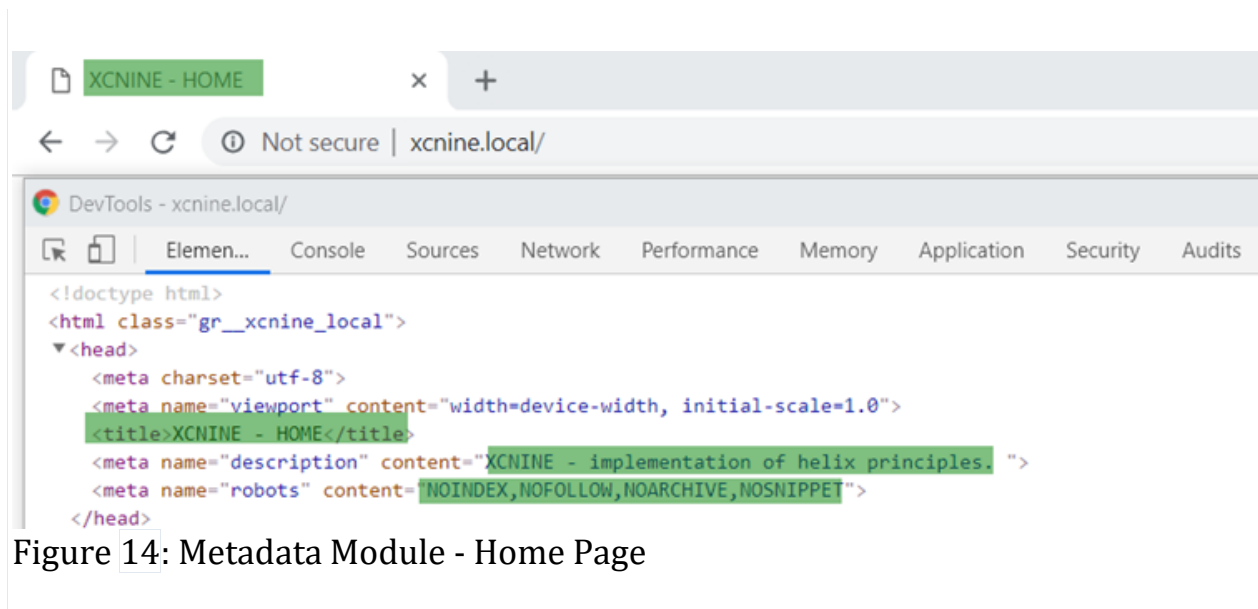 XCNINE - HOME × +
← → Not secure | xcnine.local/
DevTools - xcnine.local/
Elemen... Console Sources Network Performance Memory Application Security Audits
<!doctype html>
<html class="gr__xcnine_local">
▼<head>
<meta charset="utf-8">
<meta name="viewport" content="width=device-width, initial-scale=1.0">
<title>XCNINE - HOME</title>
<meta name="description" content="XCNINE - implementation of helix principles. ">
<meta name="robots" content="NOINDEX,NOFOLLOW,NOARCHIVE,NOSNIPPET">
</head>
Figure 14: Metadata Module - Home Page